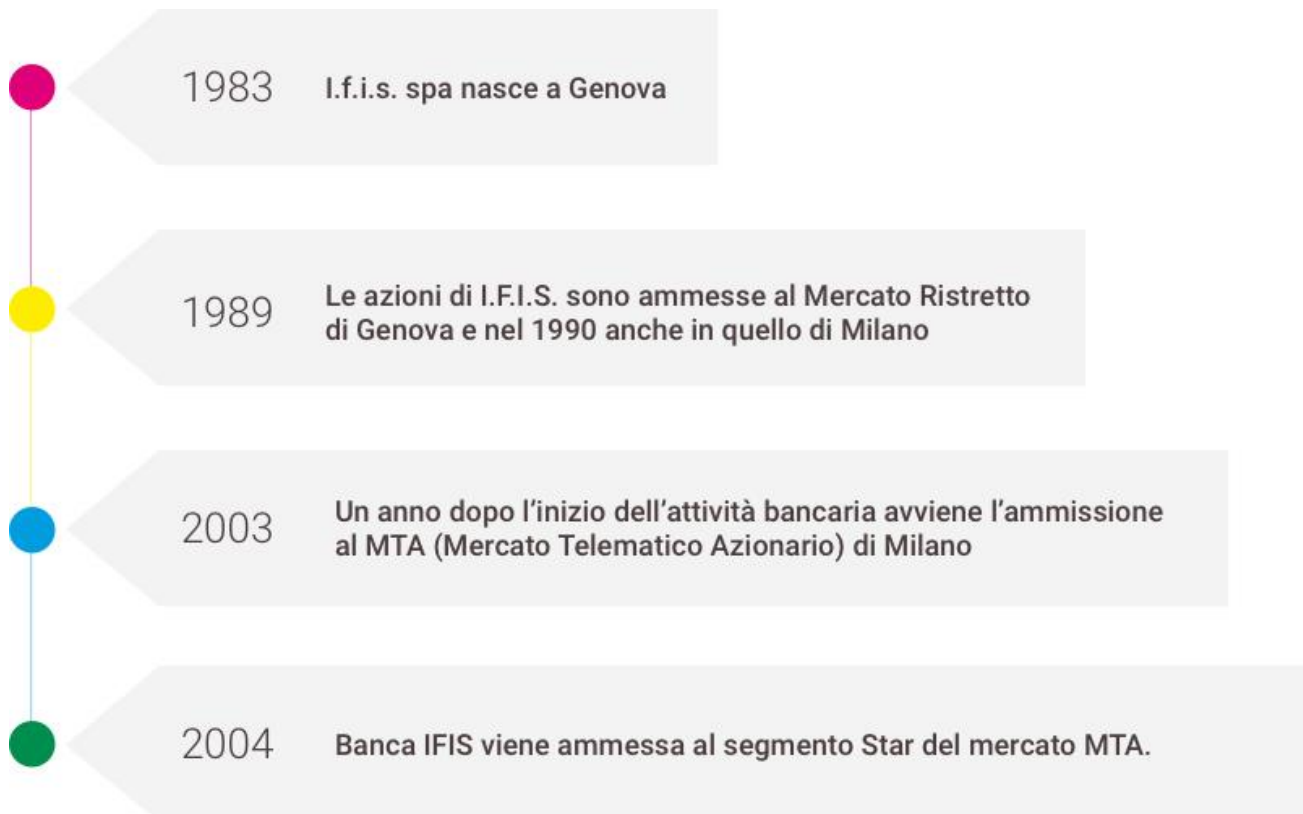 1983
I.f.i.s. spa nasce a Genova
1989
Le azioni di I.F.I.S. sono ammesse al Mercato Ristretto
di Genova e nel 1990 anche in quello di Milano
2003
Un anno dopo l’inizio dell’attività bancaria avviene l’ammissione
al MTA (Mercato Telematico Azionario) di Milano
2004
Banca IFIS viene ammessa al segmento Star del mercato MTA.